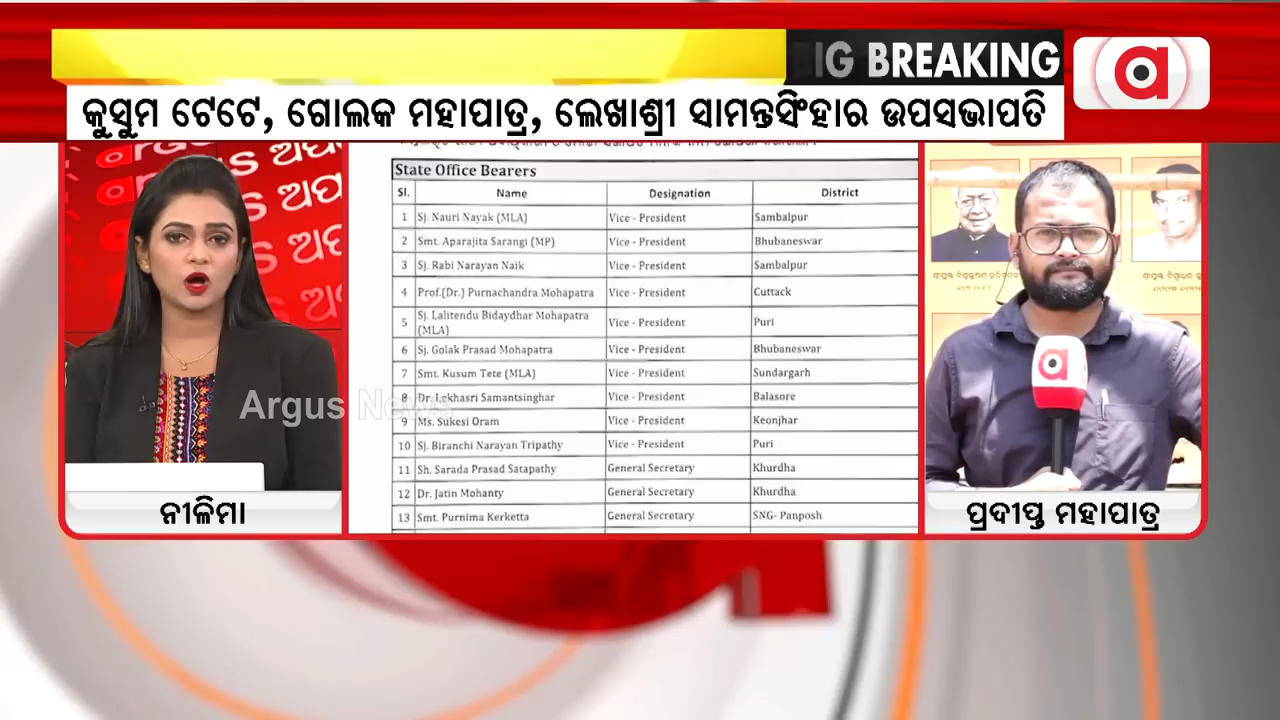 IG BREAKING
କୁସୁମ ଟେଟେ, ଗୋଲକ ମହାପାତ୍ର, ଲେଖାଶ୍ରୀ ସାମନ୍ତସିଂହାର ଉପସଭାପତି
State Office Bearers
Sl. Name Designation District
1 Sj. Nauri Nayak (MLA) Vice - President Sambalpur
2 Smt. Aparajita Sarangi (MP) Vice - President Bhubaneswar
3 Sj. Rabi Narayan Naik Vice - President Sambalpur
4 Prof.(Dr.) Purnachandra Mohapatra Vice - President Cuttack
5 Sj. Lalitendu Bidaydhar Mohapatra (MLA) Vice - President Puri
6 Sj. Golak Prasad Mohapatra Vice - President Bhubaneswar
7 Smt. Kusum Tete (MLA) Vice - President Sundargarh
8 Dr. Lekhasri Samantsinghar Vice - President Balasore
9 Ms. Sukesi Oram Vice - President Keonjhar
10 Sj. Biranchi Narayan Tripathy Vice - President Puri
11 Sh. Sarada Prasad Satapathy General Secretary Khurdha
12 Dr. Jatin Mohanty General Secretary Khurdha
13 Smt. Purnima Kerketta General Secretary SNG- Panposh
Argus News
ନୀଳିମା
ପ୍ରଦୀପ୍ତ ମହାପାତ୍ର